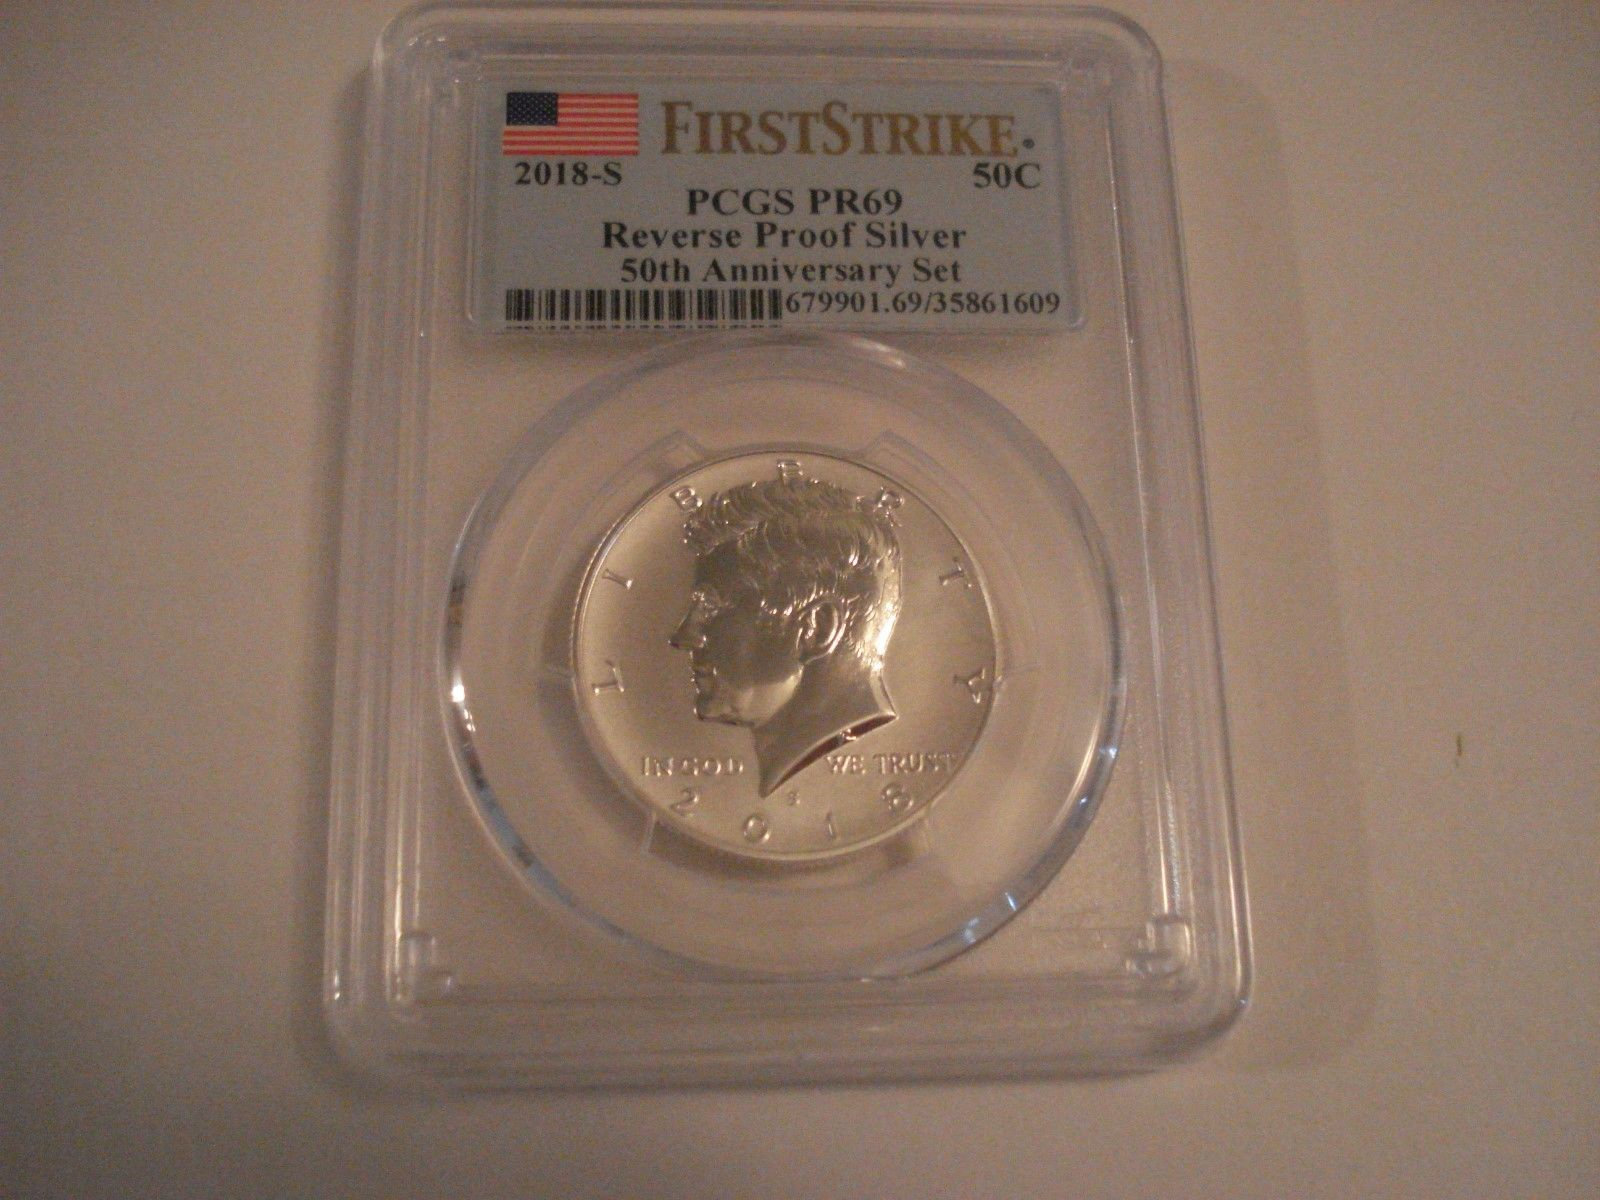 FIRSTSTRIKE.
2018-S 50C
PCGS PR69
Reverse Proof Silver
50th Anniversary Set
679901.69/35861609
LIBERTY
IN GOD WE TRUST
S
2018